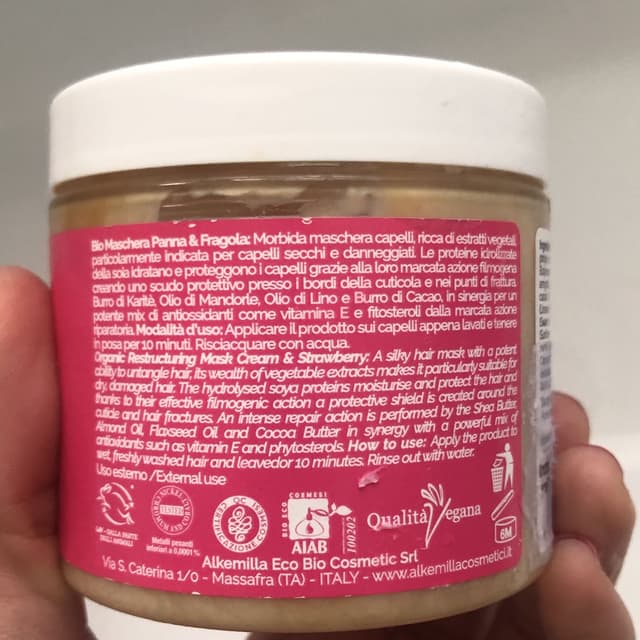 Bio Maschera Panna & Fragola: Morbida maschera capelli, ricca di estratti vegetali,
particolarmente indicata per capelli secchi e danneggiati. Le proteine idrolizzate
della soia idratano e proteggono i capelli grazie alla loro marcata azione filmogena
creando uno scudo protettivo presso i bordi della cuticola e nei punti di frattura.
Burro di Karitè, Olio di Mandorle, Olio di Lino e Burro di Cacao, in sinergia per un
potente mix di antiossidanti come vitamina E e fitosteroli dalla marcata azione
riparatoria. Modalità d'uso: Applicare il prodotto sui capelli appena lavati e tenere
in posa per 10 minuti. Risciacquare con acqua.
Organic Restructuring Mask Cream & Strawberry: A silky hair mask with a potent
ability to untangle hair, its wealth of vegetable extracts makes it particularly suitable for
dry, damaged hair. The hydrolysed soya proteins moisturise and protect the hair and
thanks to their effective filmogenic action a protective shield is created around the
cuticle and hair fractures. An intense repair action is performed by the Shea Butter,
Almond Oil, Flaxseed Oil and Cocoa Butter in synergy with a powerful mix of
antioxidants such as vitamin E and phytosterols. How to use: Apply the product to
wet, freshly washed hair and leavedor 10 minutes. Rinse out with water.
Uso esterno /External use
LAV - DALLA PARTE
DEGLI ANIMALI
TESTED
Metalli pesanti
inferiori a 0,0001%
COSMESI
BIO ECO
AIAB
COZC001
Qualità Vegana
6M
Alkemilla Eco Bio Cosmetic Srl
Via S. Caterina 1/0 - Massafra (TA) - ITALY - www.alkemillacosmetici.it